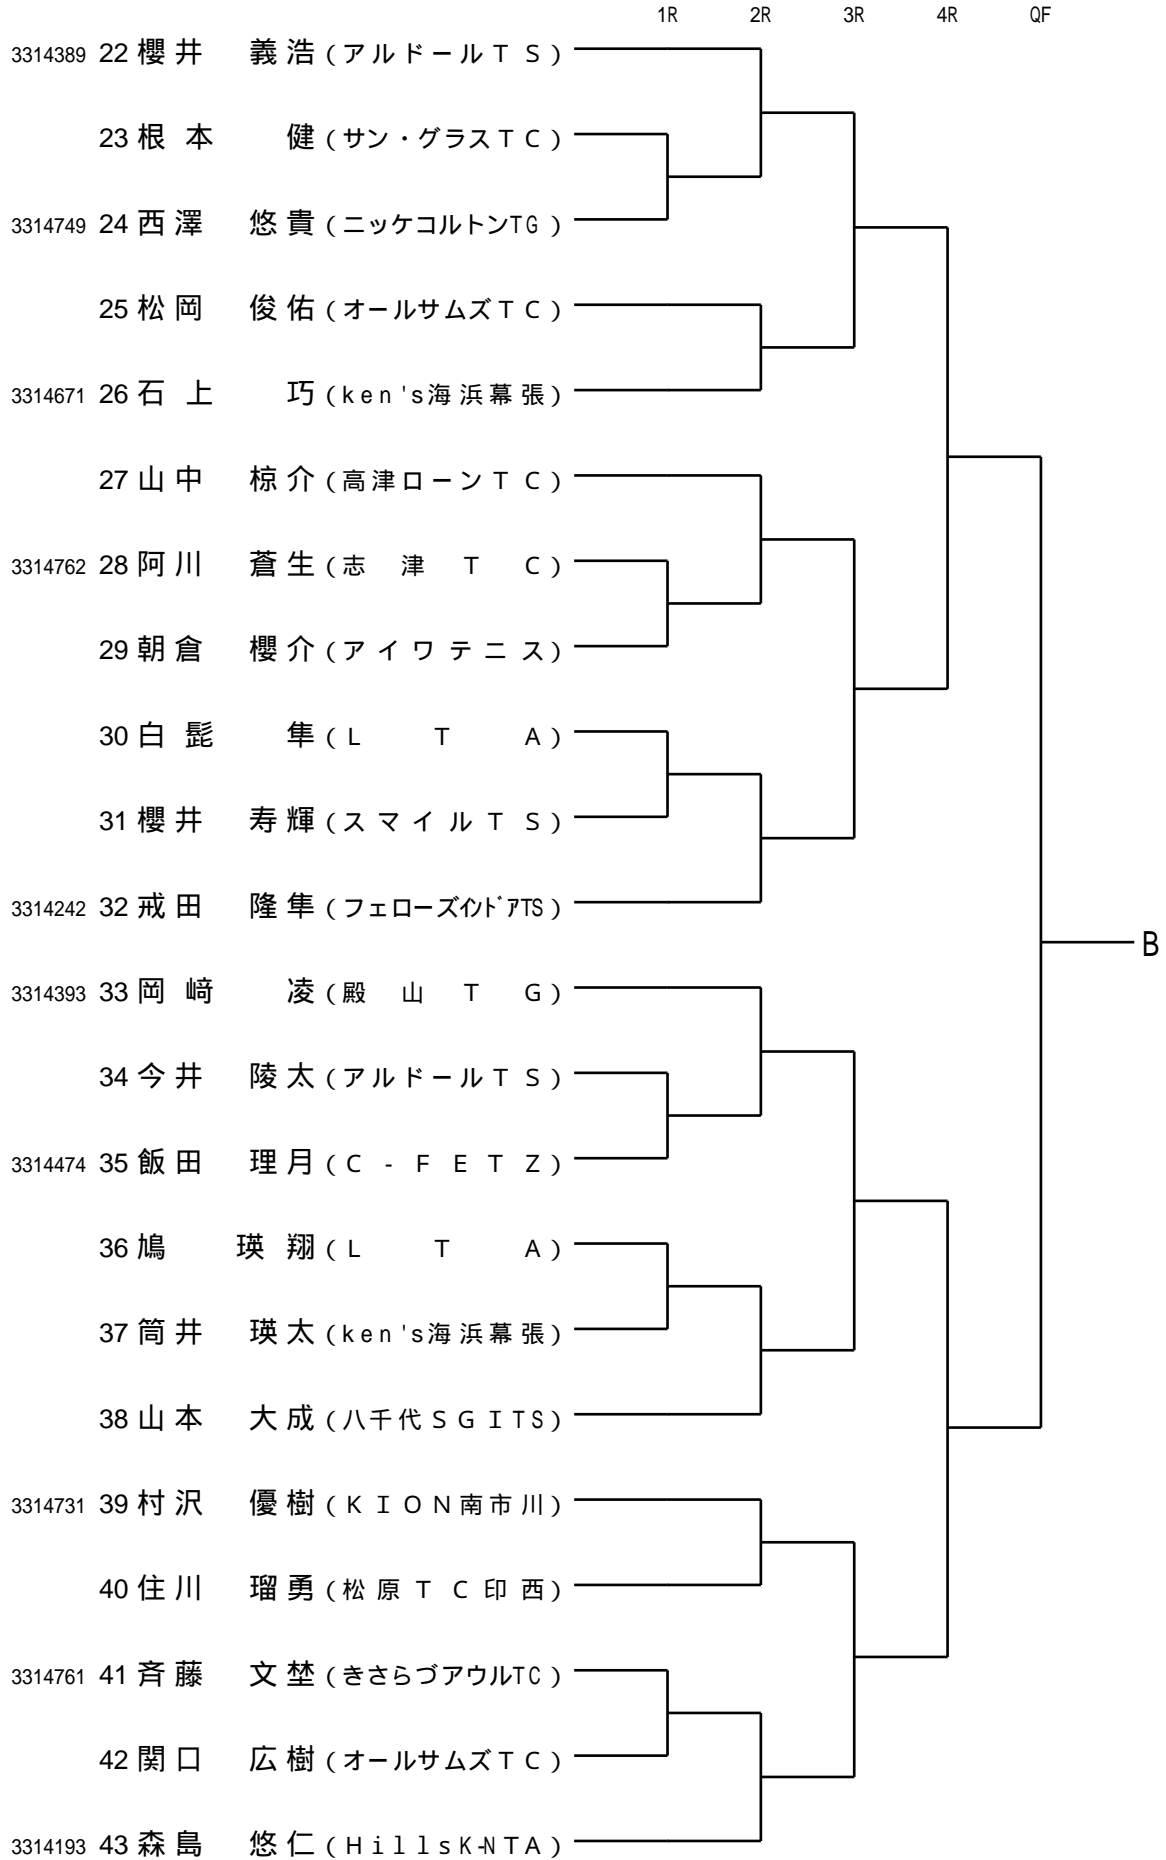 1R 2R 3R 4R QF
3314389 22 櫻井 義浩 (アルドールＴＳ)
23 根本 健 (サン・グラスＴＣ)
3314749 24 西澤 悠貴 (ニッケコルトンTG)
25 松岡 俊佑 (オールサムズＴＣ)
3314671 26 石上 巧 (ken's海浜幕張)
27 山中 椋介 (高津ローンＴＣ)
3314762 28 阿川 蒼生 (志津ＴＣ)
29 朝倉 櫻介 (アイワテニス)
30 白髭 隼 (ＬＴＡ)
31 櫻井 寿輝 (スマイルＴＳ)
3314242 32 戒田 隆隼 (フェローズインドアTS)
B
3314393 33 岡﨑 凌 (殿山ＴＧ)
34 今井 陵太 (アルドールＴＳ)
3314474 35 飯田 理月 (Ｃ-ＦＥＴＺ)
36 鳩 瑛翔 (ＬＴＡ)
37 筒井 瑛太 (ken's海浜幕張)
38 山本 大成 (八千代ＳＧＩTS)
3314731 39 村沢 優樹 (ＫＩＯＮ南市川)
40 住川 瑠勇 (松原ＴＣ印西)
3314761 41 斉藤 文埜 (きさらづアウルTC)
42 関口 広樹 (オールサムズＴＣ)
3314193 43 森島 悠仁 (HillsK-NTA)